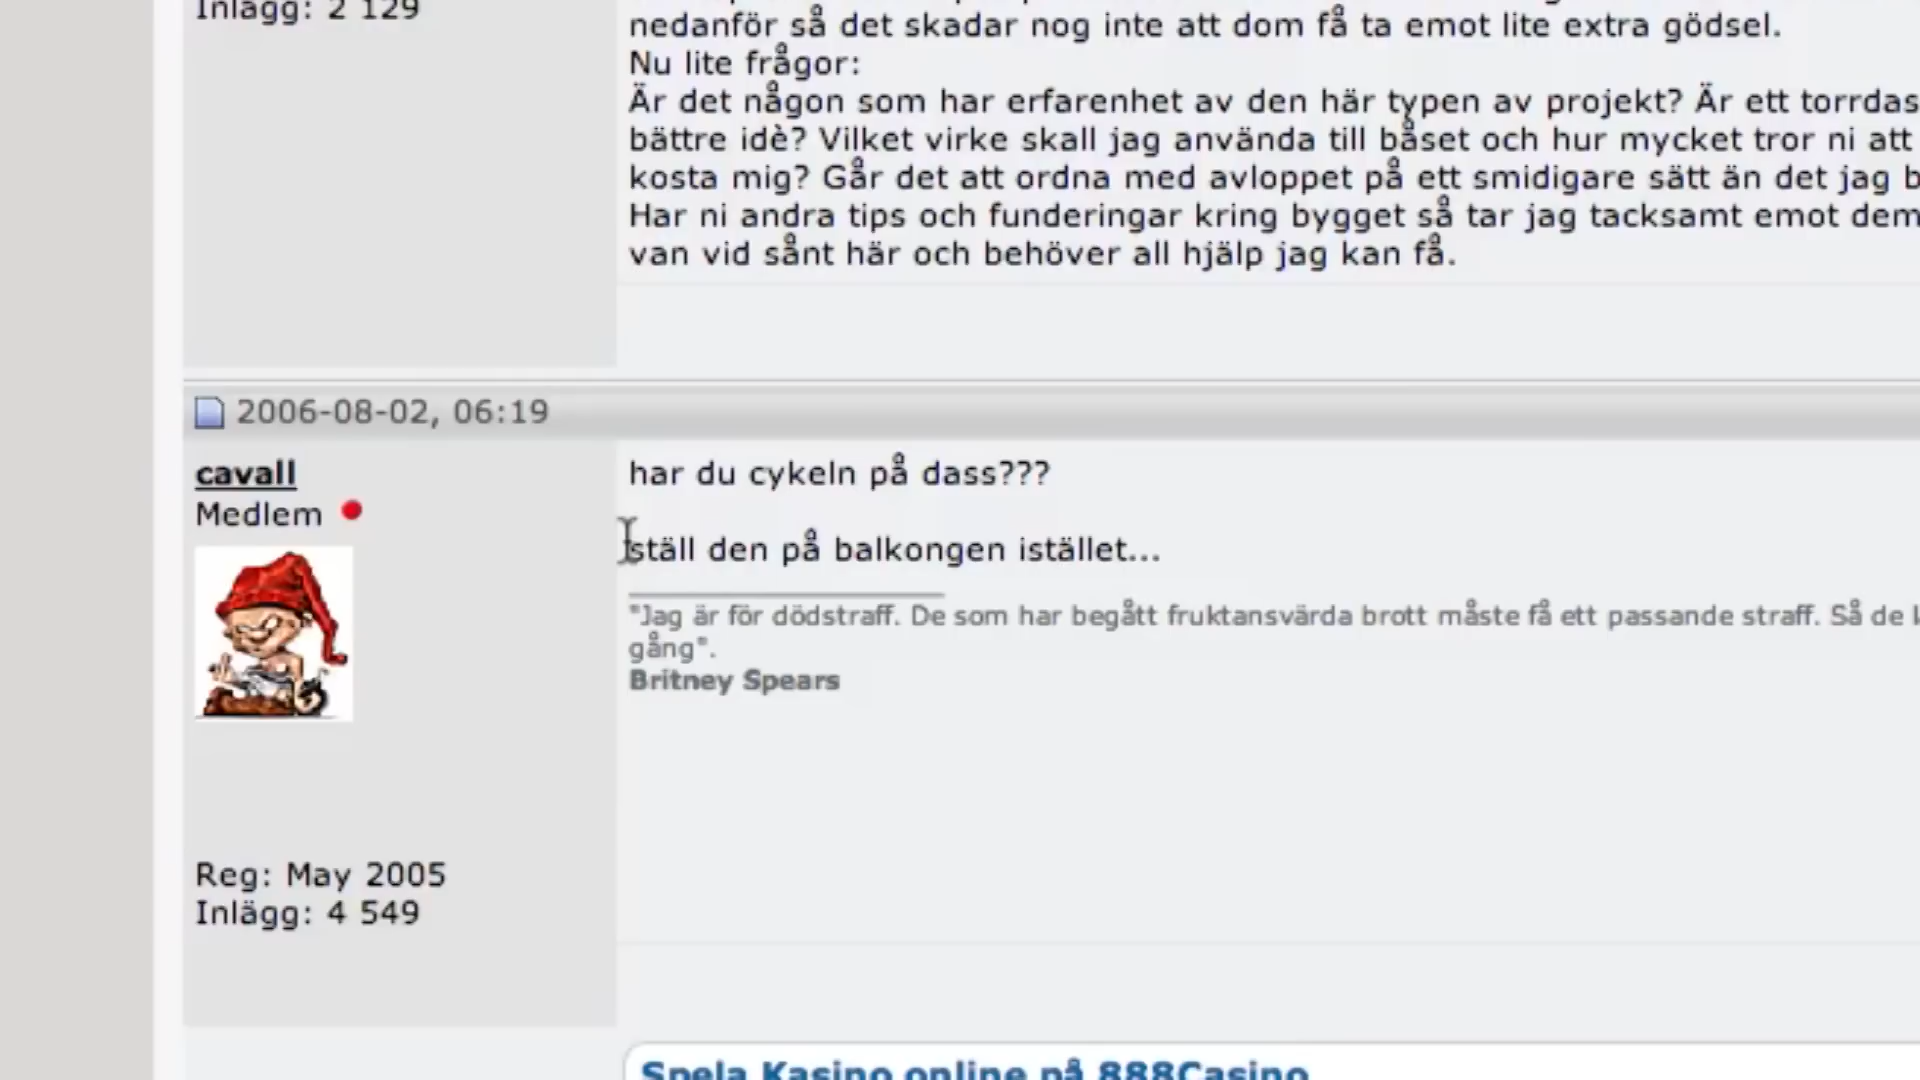 Inlägg: 2 129
nedanför så det skadar nog inte att dom få ta emot lite extra gödsel.
Nu lite frågor:
Är det någon som har erfarenhet av den här typen av projekt? Är ett torrdas
bättre idè? Vilket virke skall jag använda till båset och hur mycket tror ni att
kosta mig? Går det att ordna med avloppet på ett smidigare sätt än det jag b
Har ni andra tips och funderingar kring bygget så tar jag tacksamt emot dem
van vid sånt här och behöver all hjälp jag kan få.
2006-08-02, 06:19
cavall
Medlem
har du cykeln på dass???
ställ den på balkongen istället...
"Jag är för dödstraff. De som har begått fruktansvärda brott måste få ett passande straff. Så de l
gång".
Britney Spears
Reg: May 2005
Inlägg: 4 549
Spela Kasino online på 888Casino